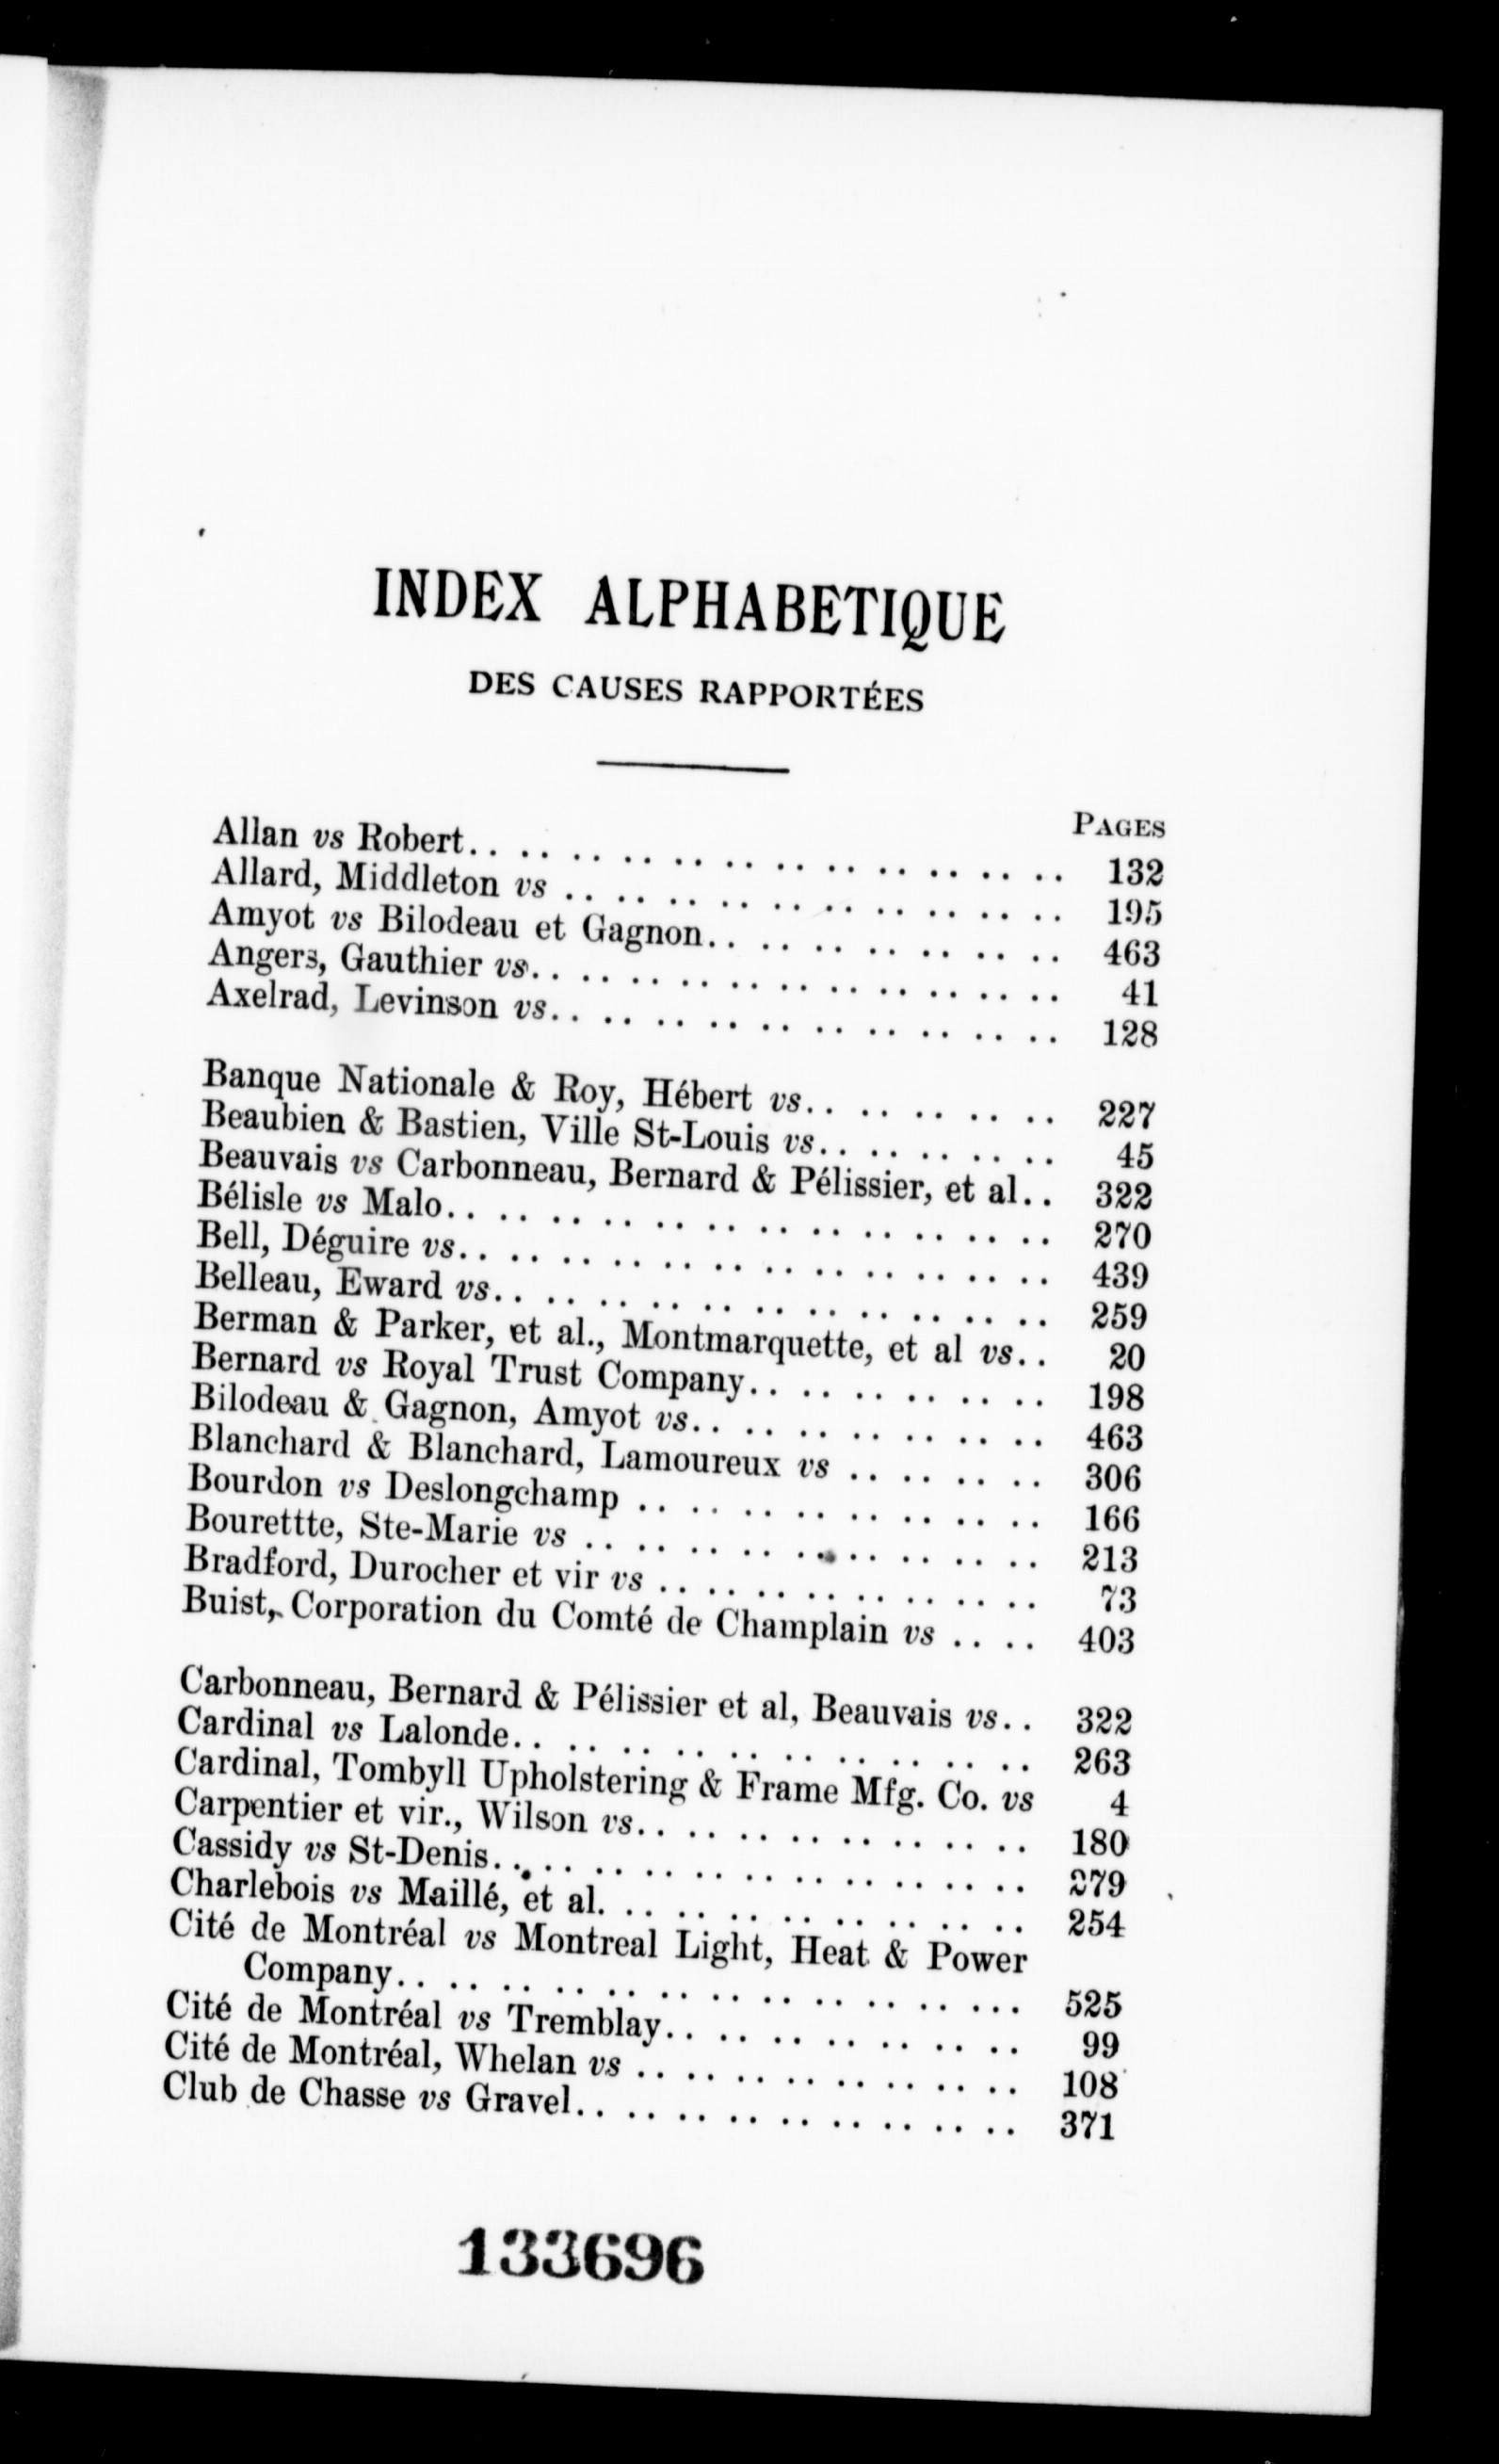 INDEX ALPHABETIQUE
DES CAUSES RAPPORTÉES
PAGES
Allan vs Robert.. .. .. .. .. .. .. .. .. .. .. .. 132
Allard, Middleton vs .. .. .. .. .. .. .. .. .. .. 195
Amyot vs Bilodeau et Gagnon.. .. .. .. .. .. .. 463
Angers, Gauthier vs.. .. .. .. .. .. .. .. .. .. .. 41
Axelrad, Levinson vs.. .. .. .. .. .. .. .. .. .. 128
Banque Nationale & Roy, Hébert vs.. .. .. .. .. 227
Beaubien & Bastien, Ville St-Louis vs.. .. .. .. .. 45
Beauvais vs Carbonneau, Bernard & Pélissier, et al.. 322
Bélisle vs Malo.. .. .. .. .. .. .. .. .. .. .. .. 270
Bell, Déguire vs.. .. .. .. .. .. .. .. .. .. .. .. 439
Belleau, Eward vs.. .. .. .. .. .. .. .. .. .. .. 259
Berman & Parker, et al., Montmarquette, et al vs.. 20
Bernard vs Royal Trust Company.. .. .. .. .. .. 198
Bilodeau & Gagnon, Amyot vs.. .. .. .. .. .. .. 463
Blanchard & Blanchard, Lamoureux vs .. .. .. .. 306
Bourdon vs Deslongchamp .. .. .. .. .. .. .. .. 166
Bourettte, Ste-Marie vs .. .. .. .. .. .. .. .. .. 213
Bradford, Durocher et vir vs .. .. .. .. .. .. .. .. 73
Buist, Corporation du Comté de Champlain vs .. .. 403
Carbonneau, Bernard & Pélissier et al, Beauvais vs.. 322
Cardinal vs Lalonde.. .. .. .. .. .. .. .. .. .. 263
Cardinal, Tombyll Upholstering & Frame Mfg. Co. vs 4
Carpentier et vir., Wilson vs.. .. .. .. .. .. .. .. 180
Cassidy vs St-Denis.. .. .. .. .. .. .. .. .. .. .. 279
Charlebois vs Maillé, et al. .. .. .. .. .. .. .. .. 254
Cité de Montréal vs Montreal Light, Heat & Power
Company.. .. .. .. .. .. .. .. .. .. .. ... 525
Cité de Montréal vs Tremblay.. .. .. .. .. .. .. 99
Cité de Montréal, Whelan vs .. .. .. .. .. .. .. .. 108
Club de Chasse vs Gravel.. .. .. .. .. .. .. .. .. 371
133696